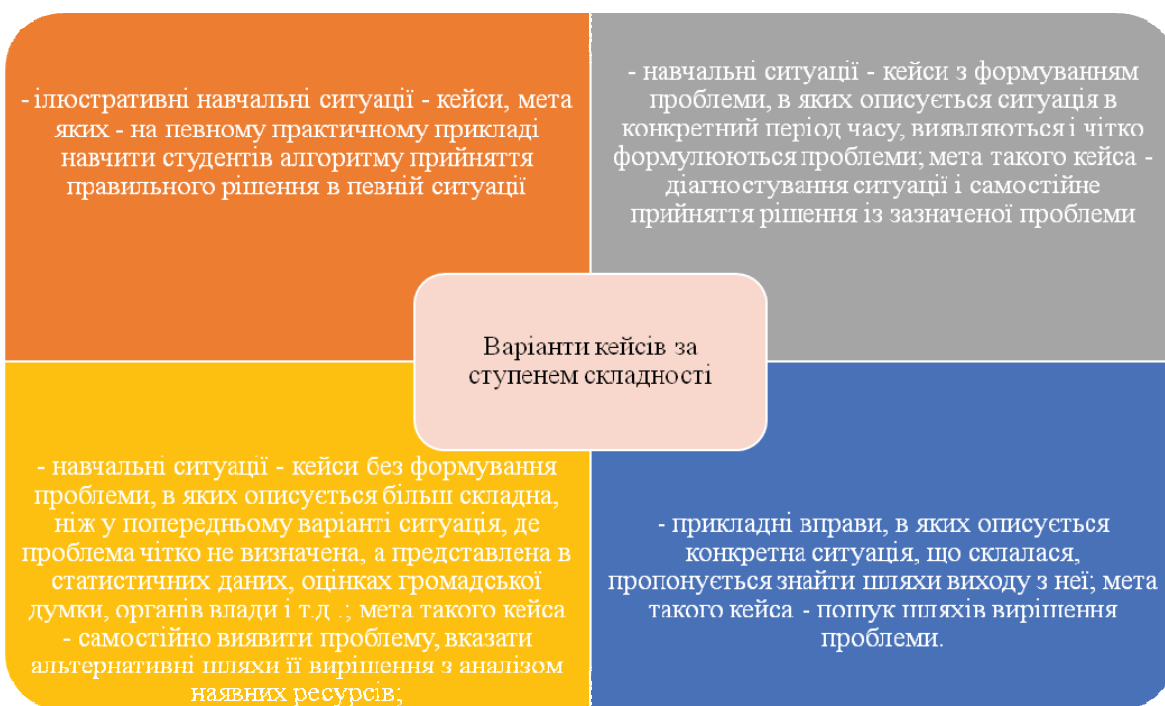 - ілюстративні навчальні ситуації - кейси, мета
яких - на певному практичному прикладі
навчити студентів алгоритму прийняття
правильного рішення в певній ситуації
- навчальні ситуації - кейси з формуванням
проблеми, в яких описується ситуація в
конкретний період часу, виявляються і чітко
формулюються проблеми; мета такого кейса -
діагностування ситуації і самостійне
прийняття рішення із зазначеної проблеми
Варіанти кейсів за
ступенем складності
- навчальні ситуації - кейси без формування
проблеми, в яких описується більш складна,
ніж у попередньому варіанті ситуація, де
проблема чітко не визначена, а представлена в
статистичних даних, оцінках громадської
думки, органів влади і т.д .; мета такого кейса
- самостійно виявити проблему, вказати
альтернативні шляхи її вирішення з аналізом
наявних ресурсів;
- прикладні вправи, в яких описується
конкретна ситуація, що склалася,
пропонується знайти шляхи виходу з неї; мета
такого кейса - пошук шляхів вирішення
проблеми.